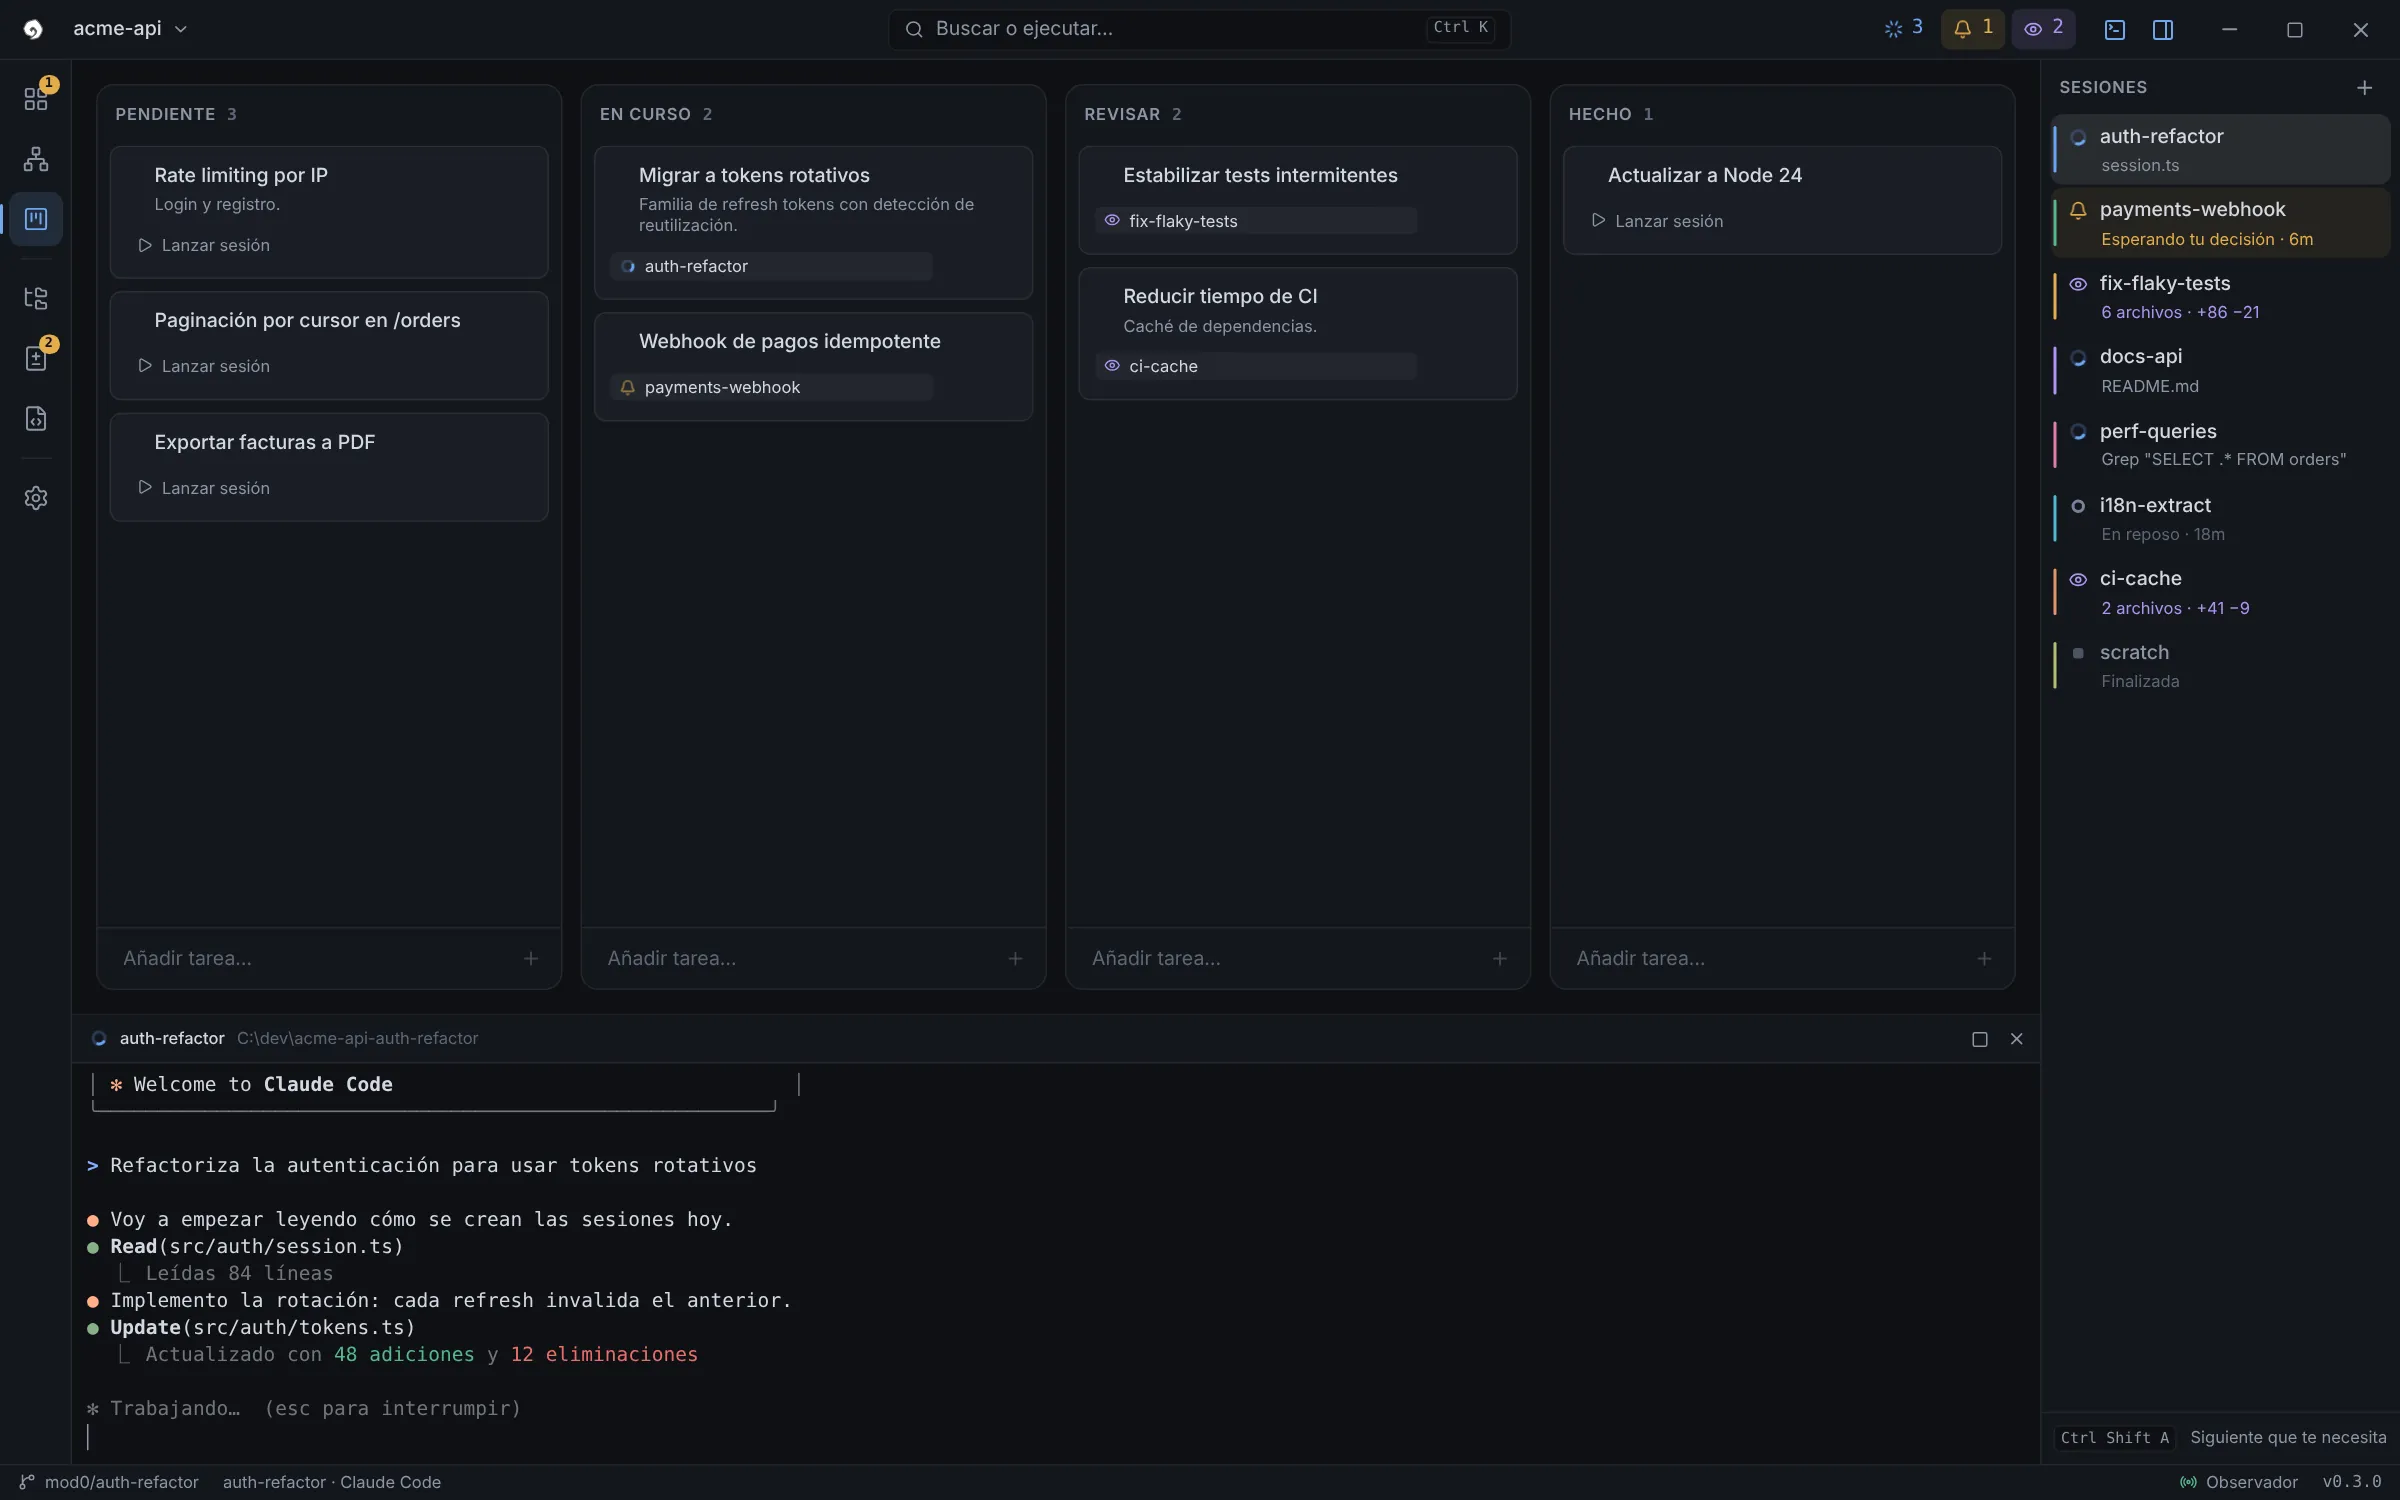 acme-api
Buscar o ejecutar...
Ctrl K
3
1
2
1
2
PENDIENTE 3
Rate limiting por IP
Login y registro.
Lanzar sesión
Paginación por cursor en /orders
Lanzar sesión
Exportar facturas a PDF
Lanzar sesión
Añadir tarea...
EN CURSO 2
Migrar a tokens rotativos
Familia de refresh tokens con detección de
reutilización.
auth-refactor
Webhook de pagos idempotente
payments-webhook
Añadir tarea...
REVISAR 2
Estabilizar tests intermitentes
fix-flaky-tests
Reducir tiempo de CI
Caché de dependencias.
ci-cache
Añadir tarea...
HECHO 1
Actualizar a Node 24
Lanzar sesión
Añadir tarea...
SESIONES
auth-refactor
session.ts
payments-webhook
Esperando tu decisión · 6m
fix-flaky-tests
6 archivos · +86 −21
docs-api
README.md
perf-queries
Grep "SELECT .* FROM orders"
i18n-extract
En reposo · 18m
ci-cache
2 archivos · +41 −9
scratch
Finalizada
Ctrl Shift A Siguiente que te necesita
auth-refactor C:\dev\acme-api-auth-refactor
✻ Welcome to Claude Code
> Refactoriza la autenticación para usar tokens rotativos
● Voy a empezar leyendo cómo se crean las sesiones hoy.
● Read(src/auth/session.ts)
⎿ Leídas 84 líneas
● Implemento la rotación: cada refresh invalida el anterior.
● Update(src/auth/tokens.ts)
⎿ Actualizado con 48 adiciones y 12 eliminaciones
✻ Trabajando… (esc para interrumpir)
mod0/auth-refactor auth-refactor · Claude Code
Observador v0.3.0